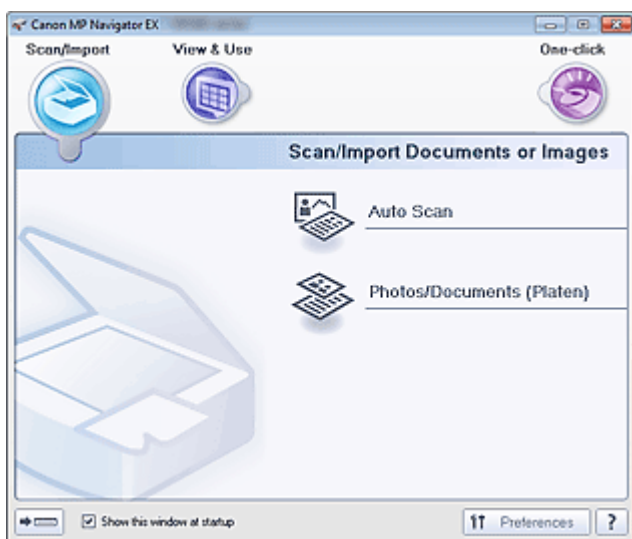 Canon MP Navigator EX
Scan/Import
View & Use
One-click
Scan/Import Documents or Images
Auto Scan
Photos/Documents (Platen)
Show this window at startup
Preferences
?